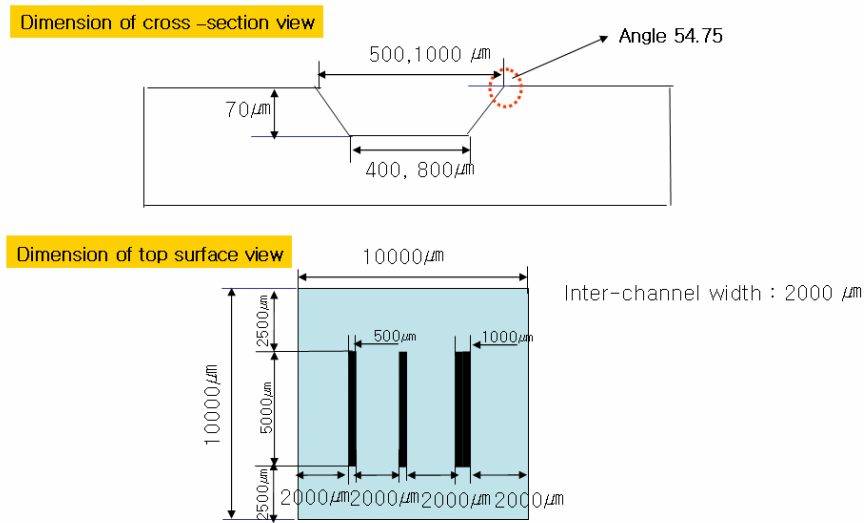 Dimension of cross –section view
Angle 54.75
500,1000 ㎛
70㎛
400, 800㎛
Dimension of top surface view
10000㎛
Inter-channel width : 2000 ㎛
2500㎛
500㎛
1000㎛
10000㎛
5000㎛
2500㎛
2000㎛ 2000㎛ 2000㎛ 2000㎛